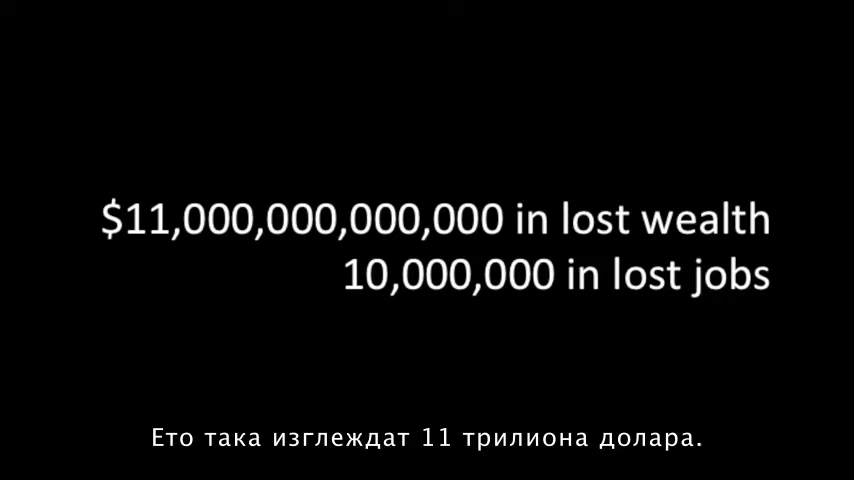 $11,000,000,000,000 in lost wealth
10,000,000 in lost jobs
Ето така изглеждат 11 трилиона долара.